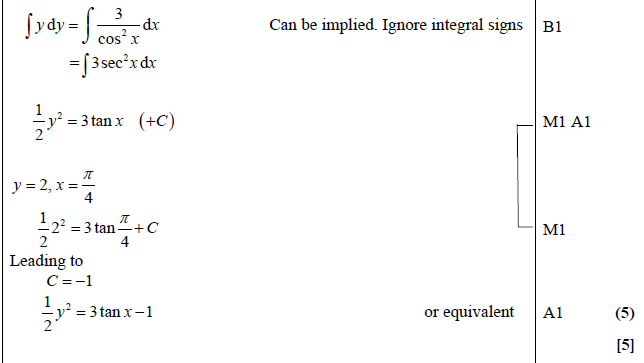 ∫ y dy = ∫ 3/cos² x dx Can be implied. Ignore integral signs B1
= ∫ 3 sec² x dx
1/2 y² = 3 tan x (+C) M1 A1
y = 2, x = π/4
1/2 2² = 3 tan π/4 + C M1
Leading to
C = −1
1/2 y² = 3 tan x − 1 or equivalent A1 (5)
[5]